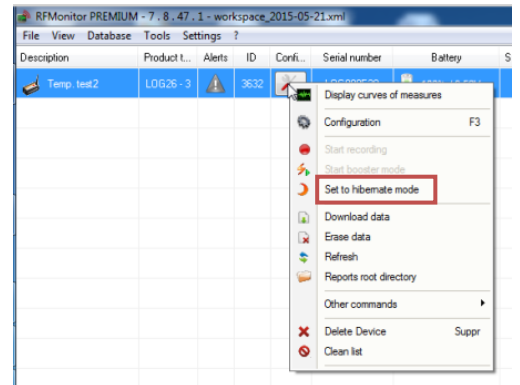 RFMonitor PREMIUM - 7 . 8 . 47 . 1 - workspace_2015-05-21.xml
File View Database Tools Settings ?
Description Product t... Alerts ID Confi... Serial number Battery S
Temp. test2 LOG26 - 3 3632
Display curves of measures
Configuration F3
Start recording
Start booster mode
Set to hibernate mode
Download data
Erase data
Refresh
Reports root directory
Other commands
Delete Device Suppr
Clean list